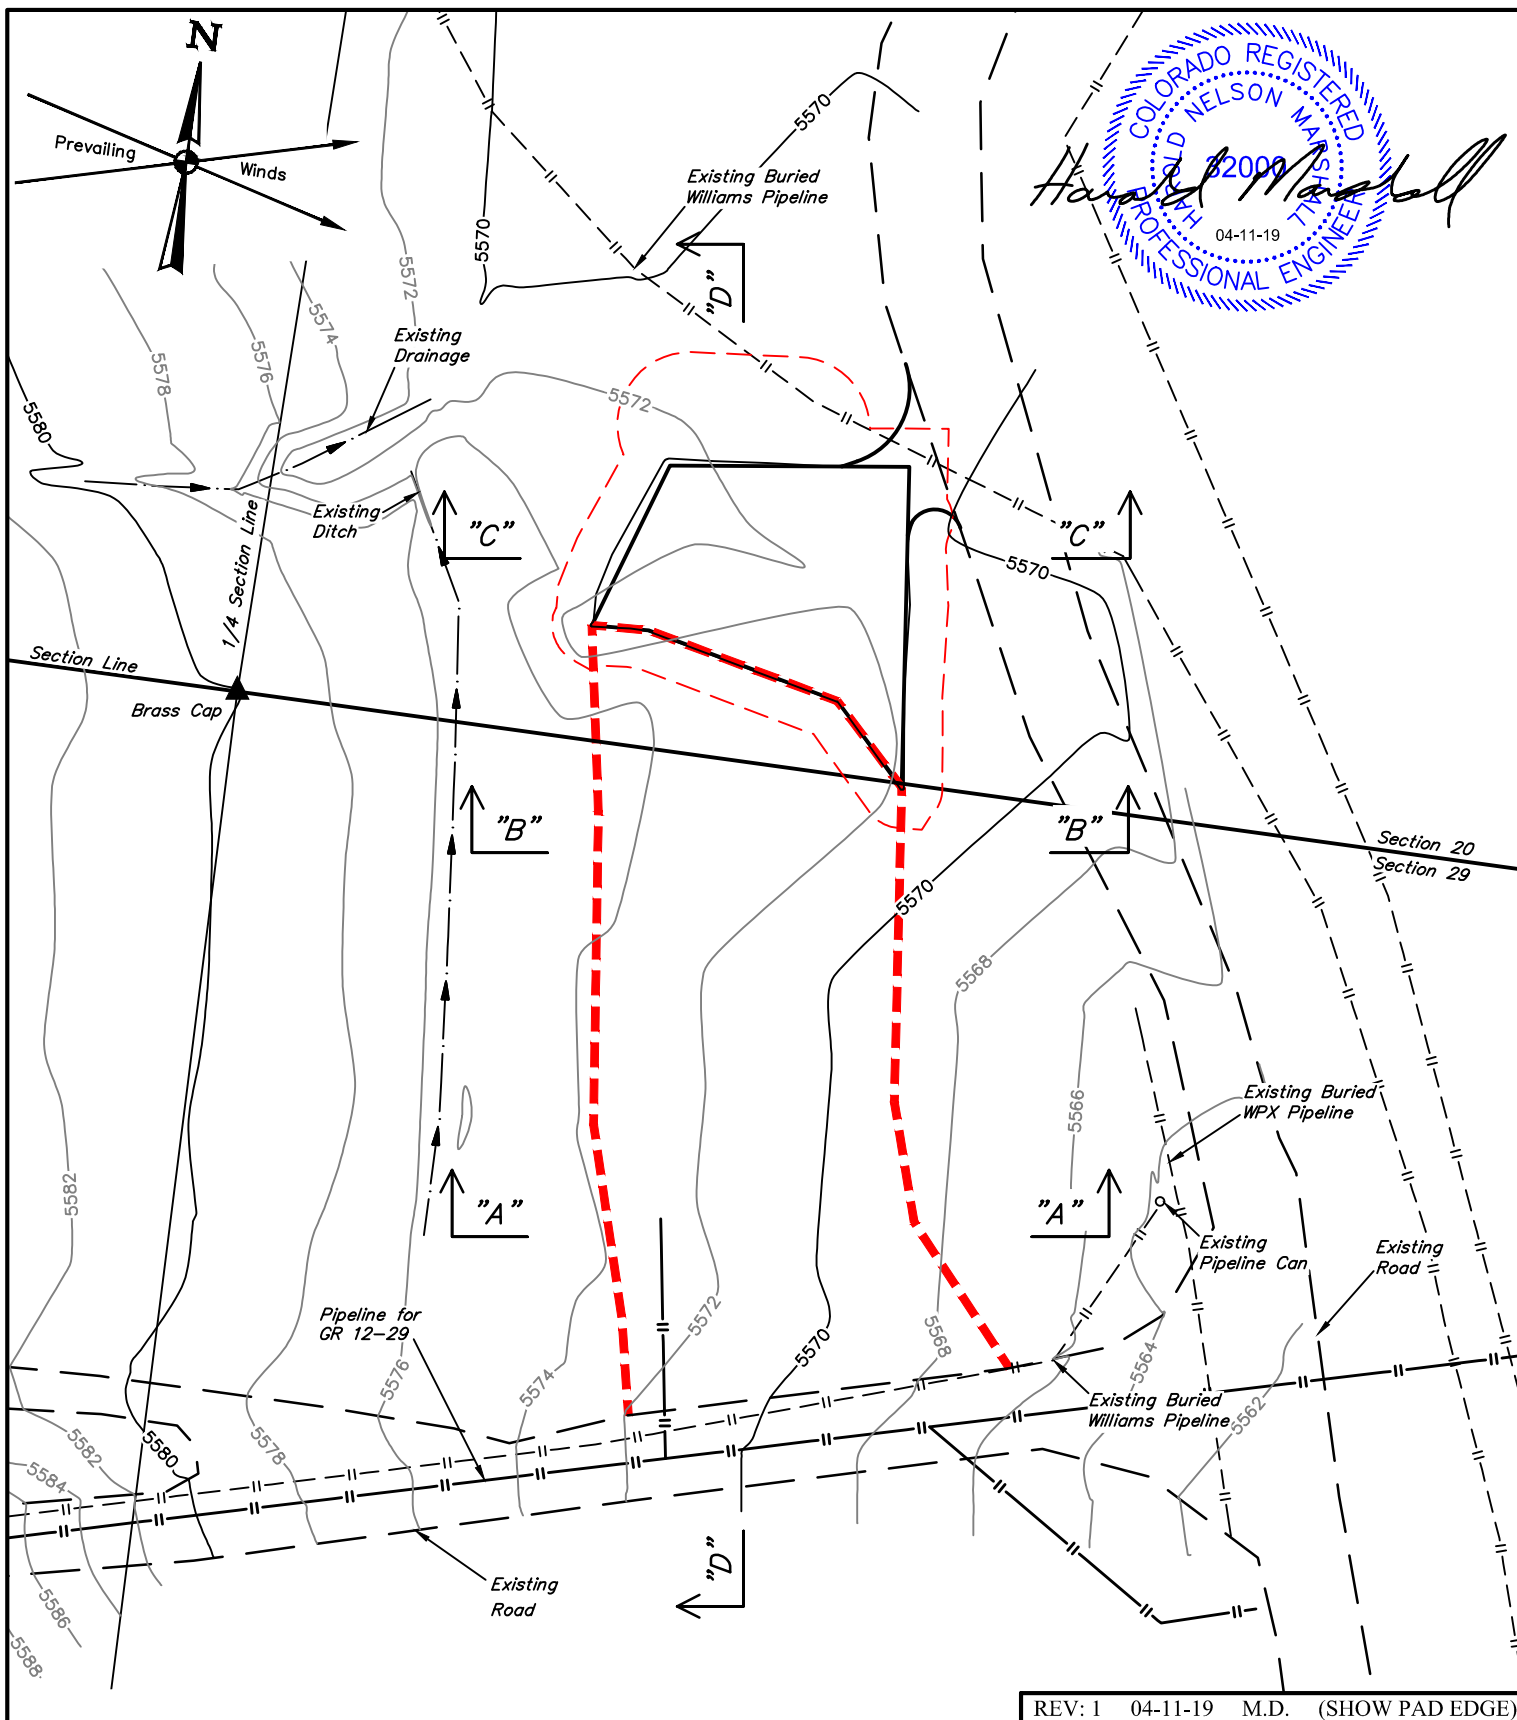 N
Prevailing
Winds
COLORADO REGISTERED
PROFESSIONAL ENGINEER
HAROLD NELSON MARSHALL
32000
04-11-19
Harold Marshall
5570
Existing Buried
Williams Pipeline
5570
"D"
5572
5574
5576
5578
Existing
Drainage
5572
5580
Existing
Ditch
"C"
"C"
5570
1/4 Section Line
Section Line
Brass Cap
"B"
"B"
Section 20
Section 29
5570
5568
Existing Buried
WPX Pipeline
5566
5582
"A"
"A"
Existing
Pipeline Can
Existing
Road
Pipeline for
GR 12-29
5572
5570
5568
5564
5576
5574
Existing Buried
Williams Pipeline
5562
5578
5580
5582
5584
5586
5588
"D"
Existing
Road
REV: 1 04-11-19 M.D. (SHOW PAD EDGE)